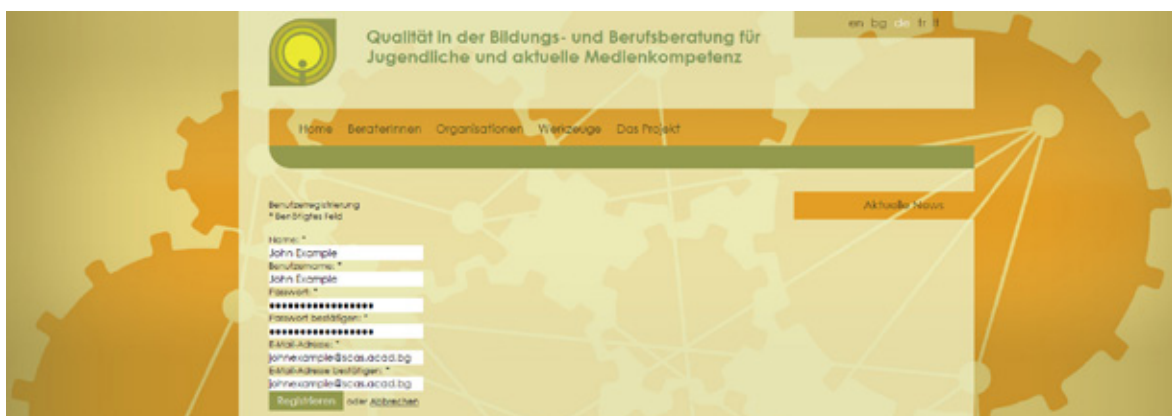 en bg de fr lt
Qualität in der Bildungs- und Berufsberatung für
Jugendliche und aktuelle Medienkompetenz
Home BeraterInnen Organisationen Werkzeuge Das Projekt
Aktuelle News
Benutzerregistrierung
* Benötigtes Feld
Name: *
John Example
Benutzername: *
John Example
Passwort: *
Passwort bestätigen: *
E-Mail-Adresse: *
johnexample@scas.acad.bg
E-Mail-Adresse bestätigen: *
johnexample@scas.acad.bg
Registrieren oder Abbrechen